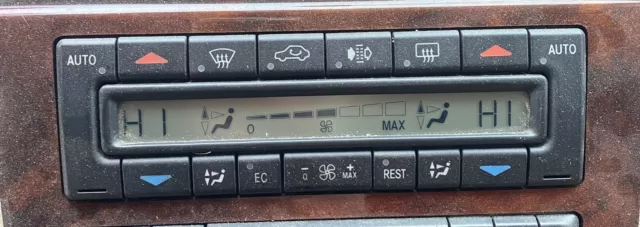 AUTO AUTO
HI 0 MAX HI
EC - 0 + MAX REST